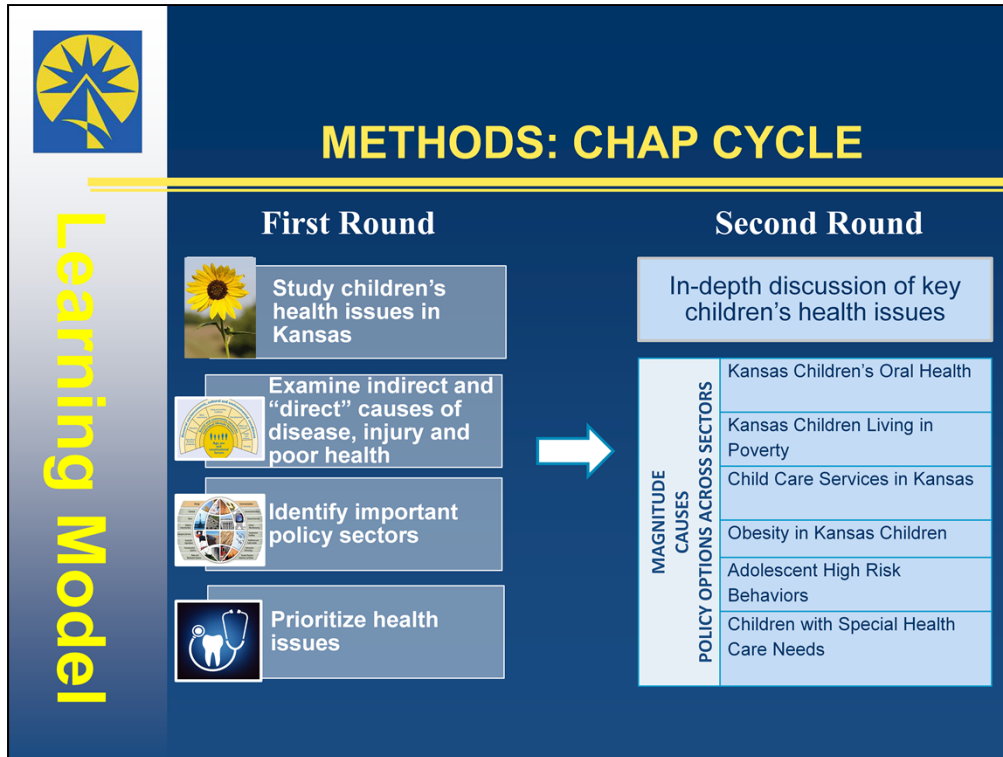 METHODS: CHAP CYCLE
Learning Model
First Round
Study children’s
health issues in
Kansas
Examine indirect and
“direct” causes of
disease, injury and
poor health
Identify important
policy sectors
Prioritize health
issues
Second Round
In-depth discussion of key
children’s health issues
MAGNITUDE
CAUSES
POLICY OPTIONS ACROSS SECTORS
Kansas Children’s Oral Health
Kansas Children Living in
Poverty
Child Care Services in Kansas
Obesity in Kansas Children
Adolescent High Risk
Behaviors
Children with Special Health
Care Needs